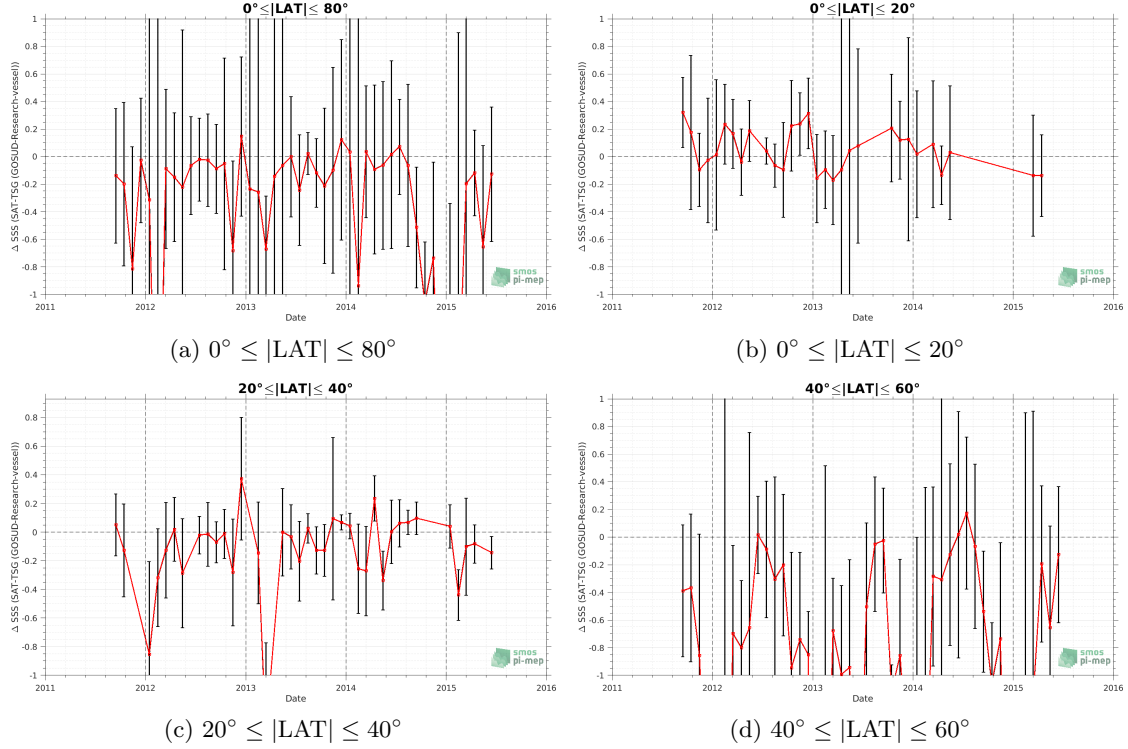 0°≤|LAT|≤ 80°
Δ SSS (SAT-TSG (GOSUD-Research-vessel))
1
0.8
0.6
0.4
0.2
0
-0.2
-0.4
-0.6
-0.8
-1
2011 2012 2013 2014 2015 2016
Date
smos
pi-mep
(a) 0° ≤ |LAT| ≤ 80°
0°≤|LAT|≤ 20°
Δ SSS (SAT-TSG (GOSUD-Research-vessel))
1
0.8
0.6
0.4
0.2
0
-0.2
-0.4
-0.6
-0.8
-1
2011 2012 2013 2014 2015 2016
Date
smos
pi-mep
(b) 0° ≤ |LAT| ≤ 20°
20°≤|LAT|≤ 40°
Δ SSS (SAT-TSG (GOSUD-Research-vessel))
0.8
0.6
0.4
0.2
0
-0.2
-0.4
-0.6
-0.8
-1
2011 2012 2013 2014 2015 2016
Date
smos
pi-mep
(c) 20° ≤ |LAT| ≤ 40°
40°≤|LAT|≤ 60°
Δ SSS (SAT-TSG (GOSUD-Research-vessel))
1
0.8
0.6
0.4
0.2
0
-0.2
-0.4
-0.6
-0.8
-1
2011 2012 2013 2014 2015 2016
Date
smos
pi-mep
(d) 40° ≤ |LAT| ≤ 60°